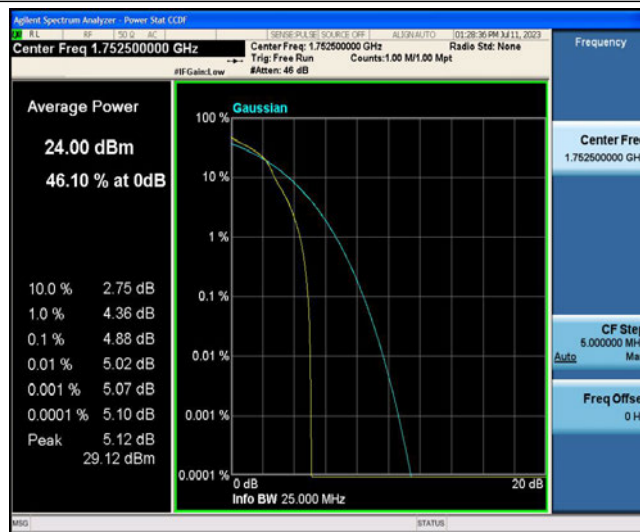 Agilent Spectrum Analyzer - Power Stat CCDF
RL RF 50 Ω AC SENSE:PULSE SOURCE OFF ALIGN AUTO 01:28:36 PM Jul 11, 2023
Center Freq 1.752500000 GHz
Center Freq: 1.752500000 GHz Radio Std: None
Trig: Free Run Counts:1.00 M/1.00 Mpt
#IFGain:Low #Atten: 46 dB
Frequency
Average Power
24.00 dBm
46.10 % at 0dB
10.0 % 2.75 dB
1.0 % 4.36 dB
0.1 % 4.88 dB
0.01 % 5.02 dB
0.001 % 5.07 dB
0.0001 % 5.10 dB
Peak 5.12 dB
29.12 dBm
Gaussian
100 %
10 %
1 %
0.1 %
0.01 %
0.001 %
0.0001 %
0 dB 20 dB
Info BW 25.000 MHz
Center Fre
1.752500000 GH
CF Step
5.000000 MH
Auto Ma
Freq Offse
0 H
MSG STATUS